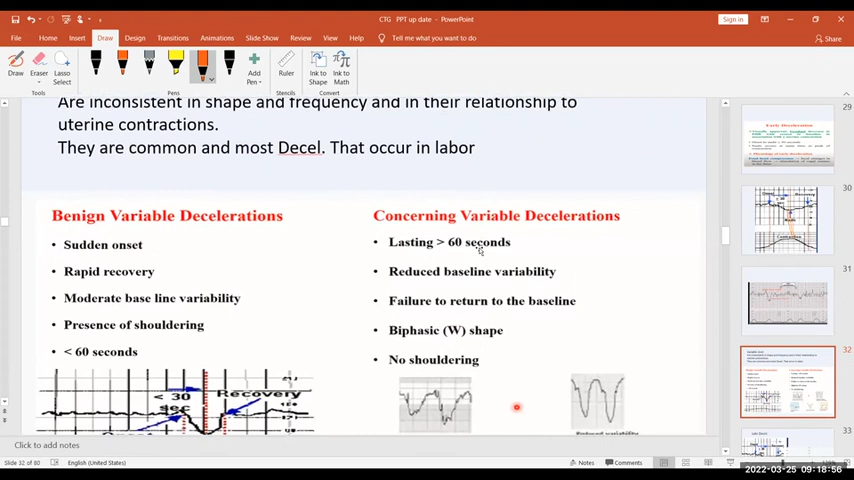 CTG PPT up date - PowerPoint
Sign in
File Home Insert Draw Design Transitions Animations Slide Show Review View Help Tell me what you want to do Share
Draw Eraser Lasso Select Add Pen Ruler Ink to Shape Ink to Math
Tools Pens Stencils Convert
Are inconsistent in shape and frequency and in their relationship to
uterine contractions.
They are common and most Decel. That occur in labor
Benign Variable Decelerations
• Sudden onset
• Rapid recovery
• Moderate base line variability
• Presence of shouldering
• < 60 seconds
< 30
sec
Recovery
Concerning Variable Decelerations
• Lasting > 60 seconds
• Reduced baseline variability
• Failure to return to the baseline
• Biphasic (W) shape
• No shouldering
29
Early Deceleration
30
31
32
33
Click to add notes
Slide 32 of 80 English (United States) Notes Comments
2022-03-25 09:18:56